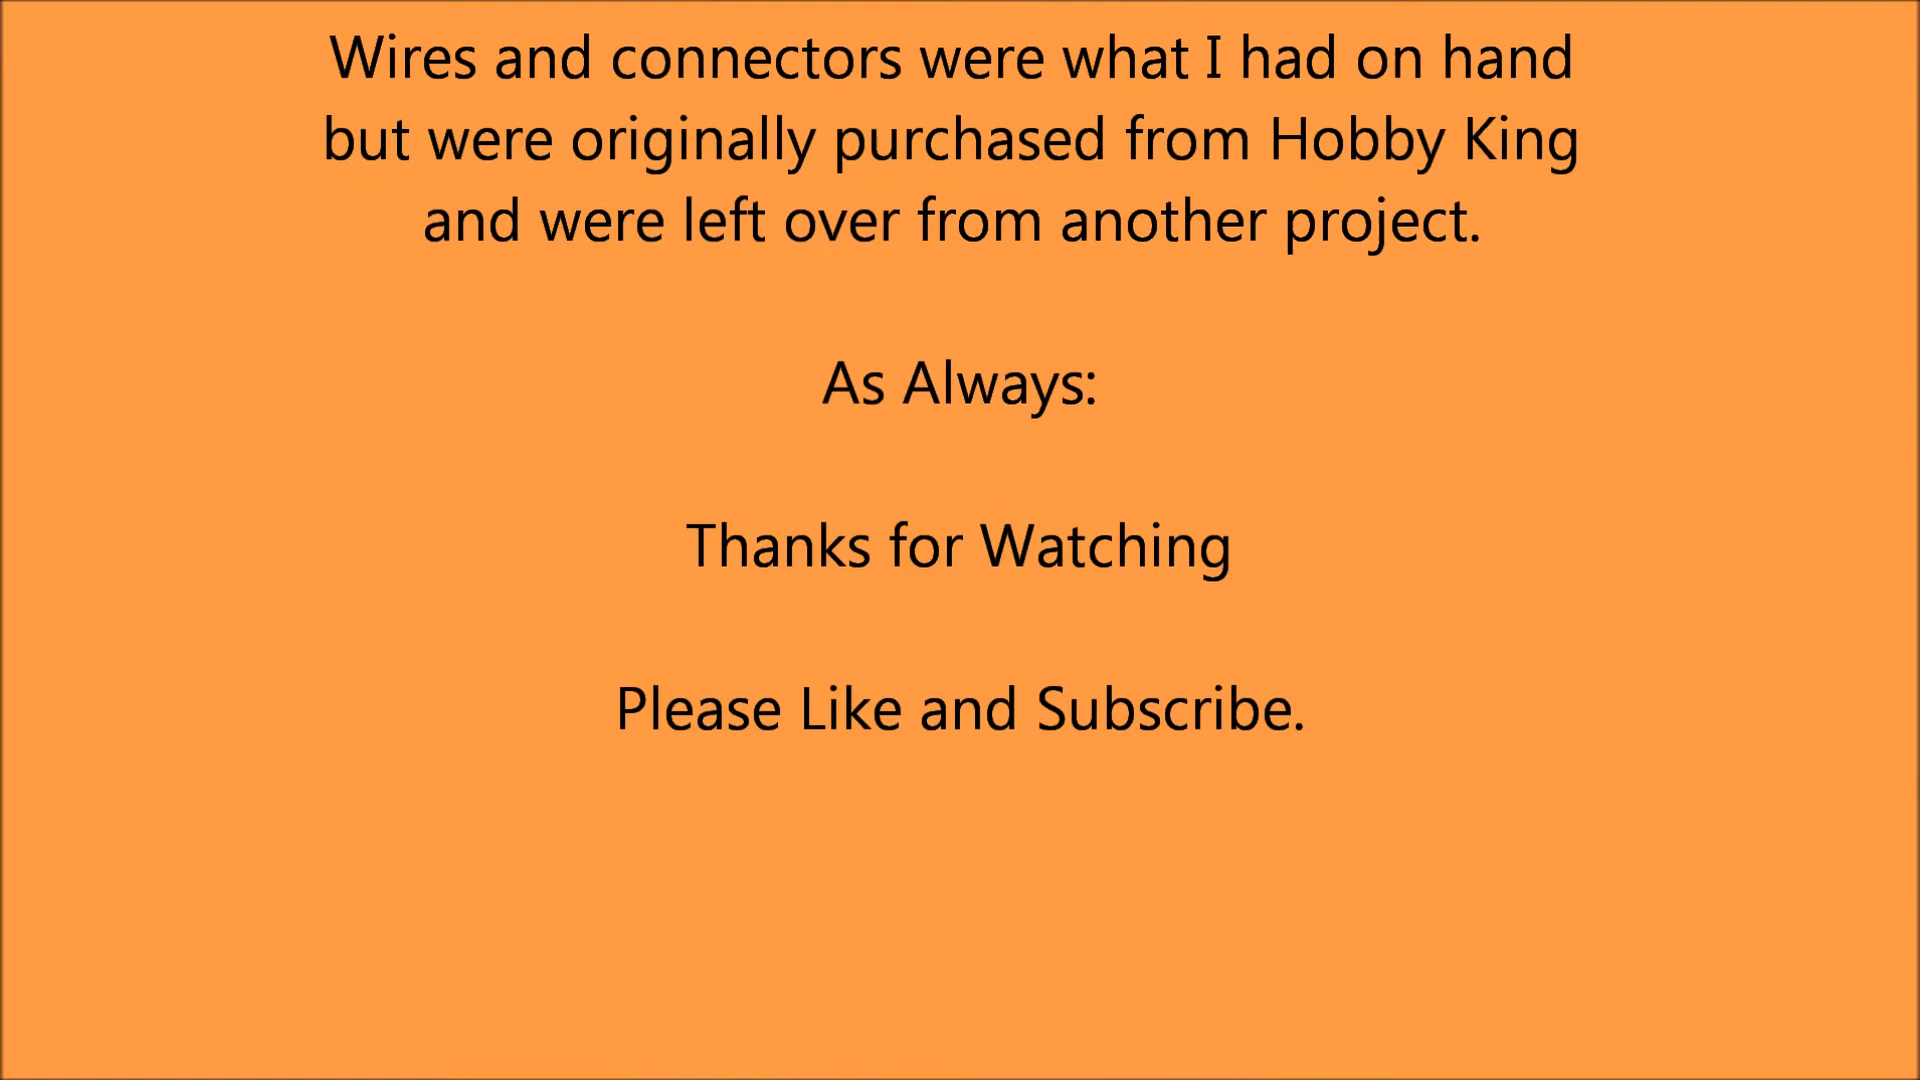 Wires and connectors were what I had on hand
but were originally purchased from Hobby King
and were left over from another project.
As Always:
Thanks for Watching
Please Like and Subscribe.